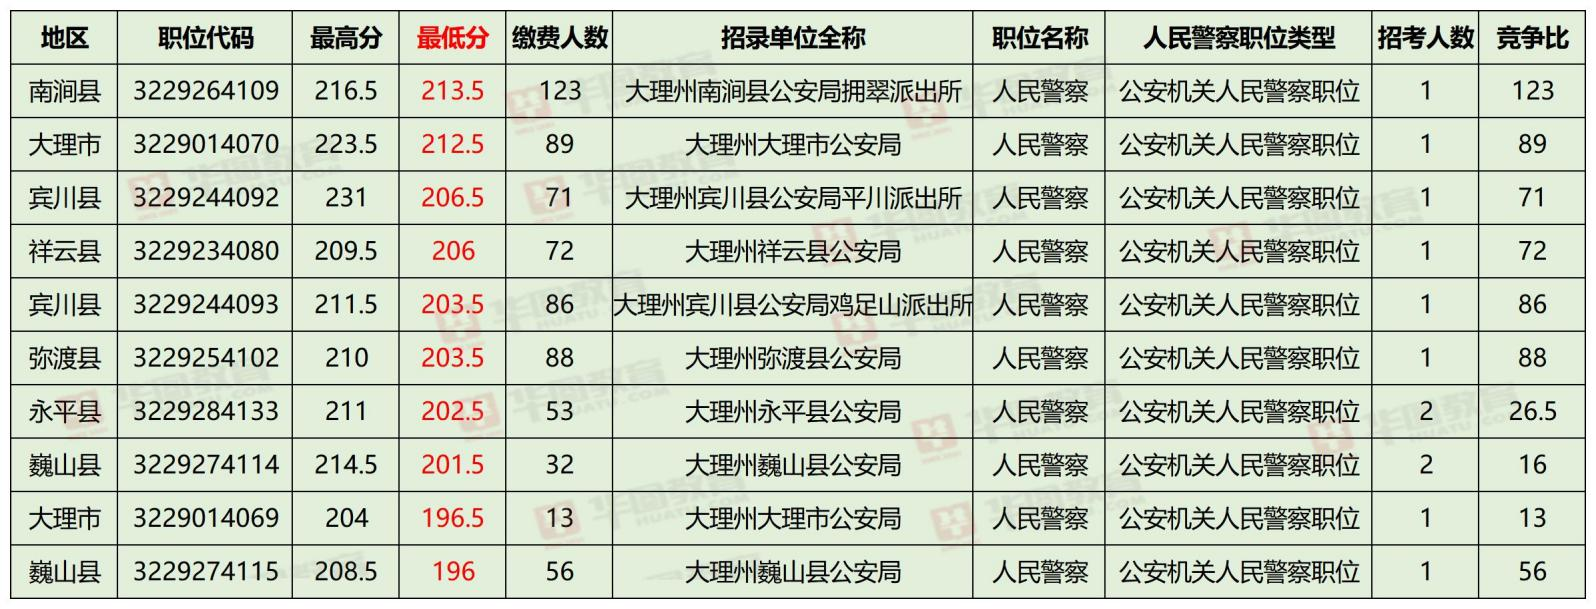 地区 职位代码 最高分 最低分 缴费人数 招录单位全称 职位名称 人民警察职位类型 招考人数 竞争比
南涧县 3229264109 216.5 213.5 123 大理州南涧县公安局拥翠派出所 人民警察 公安机关人民警察职位 1 123
大理市 3229014070 223.5 212.5 89 大理州大理市公安局 人民警察 公安机关人民警察职位 1 89
宾川县 3229244092 231 206.5 71 大理州宾川县公安局平川派出所 人民警察 公安机关人民警察职位 1 71
祥云县 3229234080 209.5 206 72 大理州祥云县公安局 人民警察 公安机关人民警察职位 1 72
宾川县 3229244093 211.5 203.5 86 大理州宾川县公安局鸡足山派出所 人民警察 公安机关人民警察职位 1 86
弥渡县 3229254102 210 203.5 88 大理州弥渡县公安局 人民警察 公安机关人民警察职位 1 88
永平县 3229284133 211 202.5 53 大理州永平县公安局 人民警察 公安机关人民警察职位 2 26.5
巍山县 3229274114 214.5 201.5 32 大理州巍山县公安局 人民警察 公安机关人民警察职位 2 16
大理市 3229014069 204 196.5 13 大理州大理市公安局 人民警察 公安机关人民警察职位 1 13
巍山县 3229274115 208.5 196 56 大理州巍山县公安局 人民警察 公安机关人民警察职位 1 56
华图教育
HUATU.COM